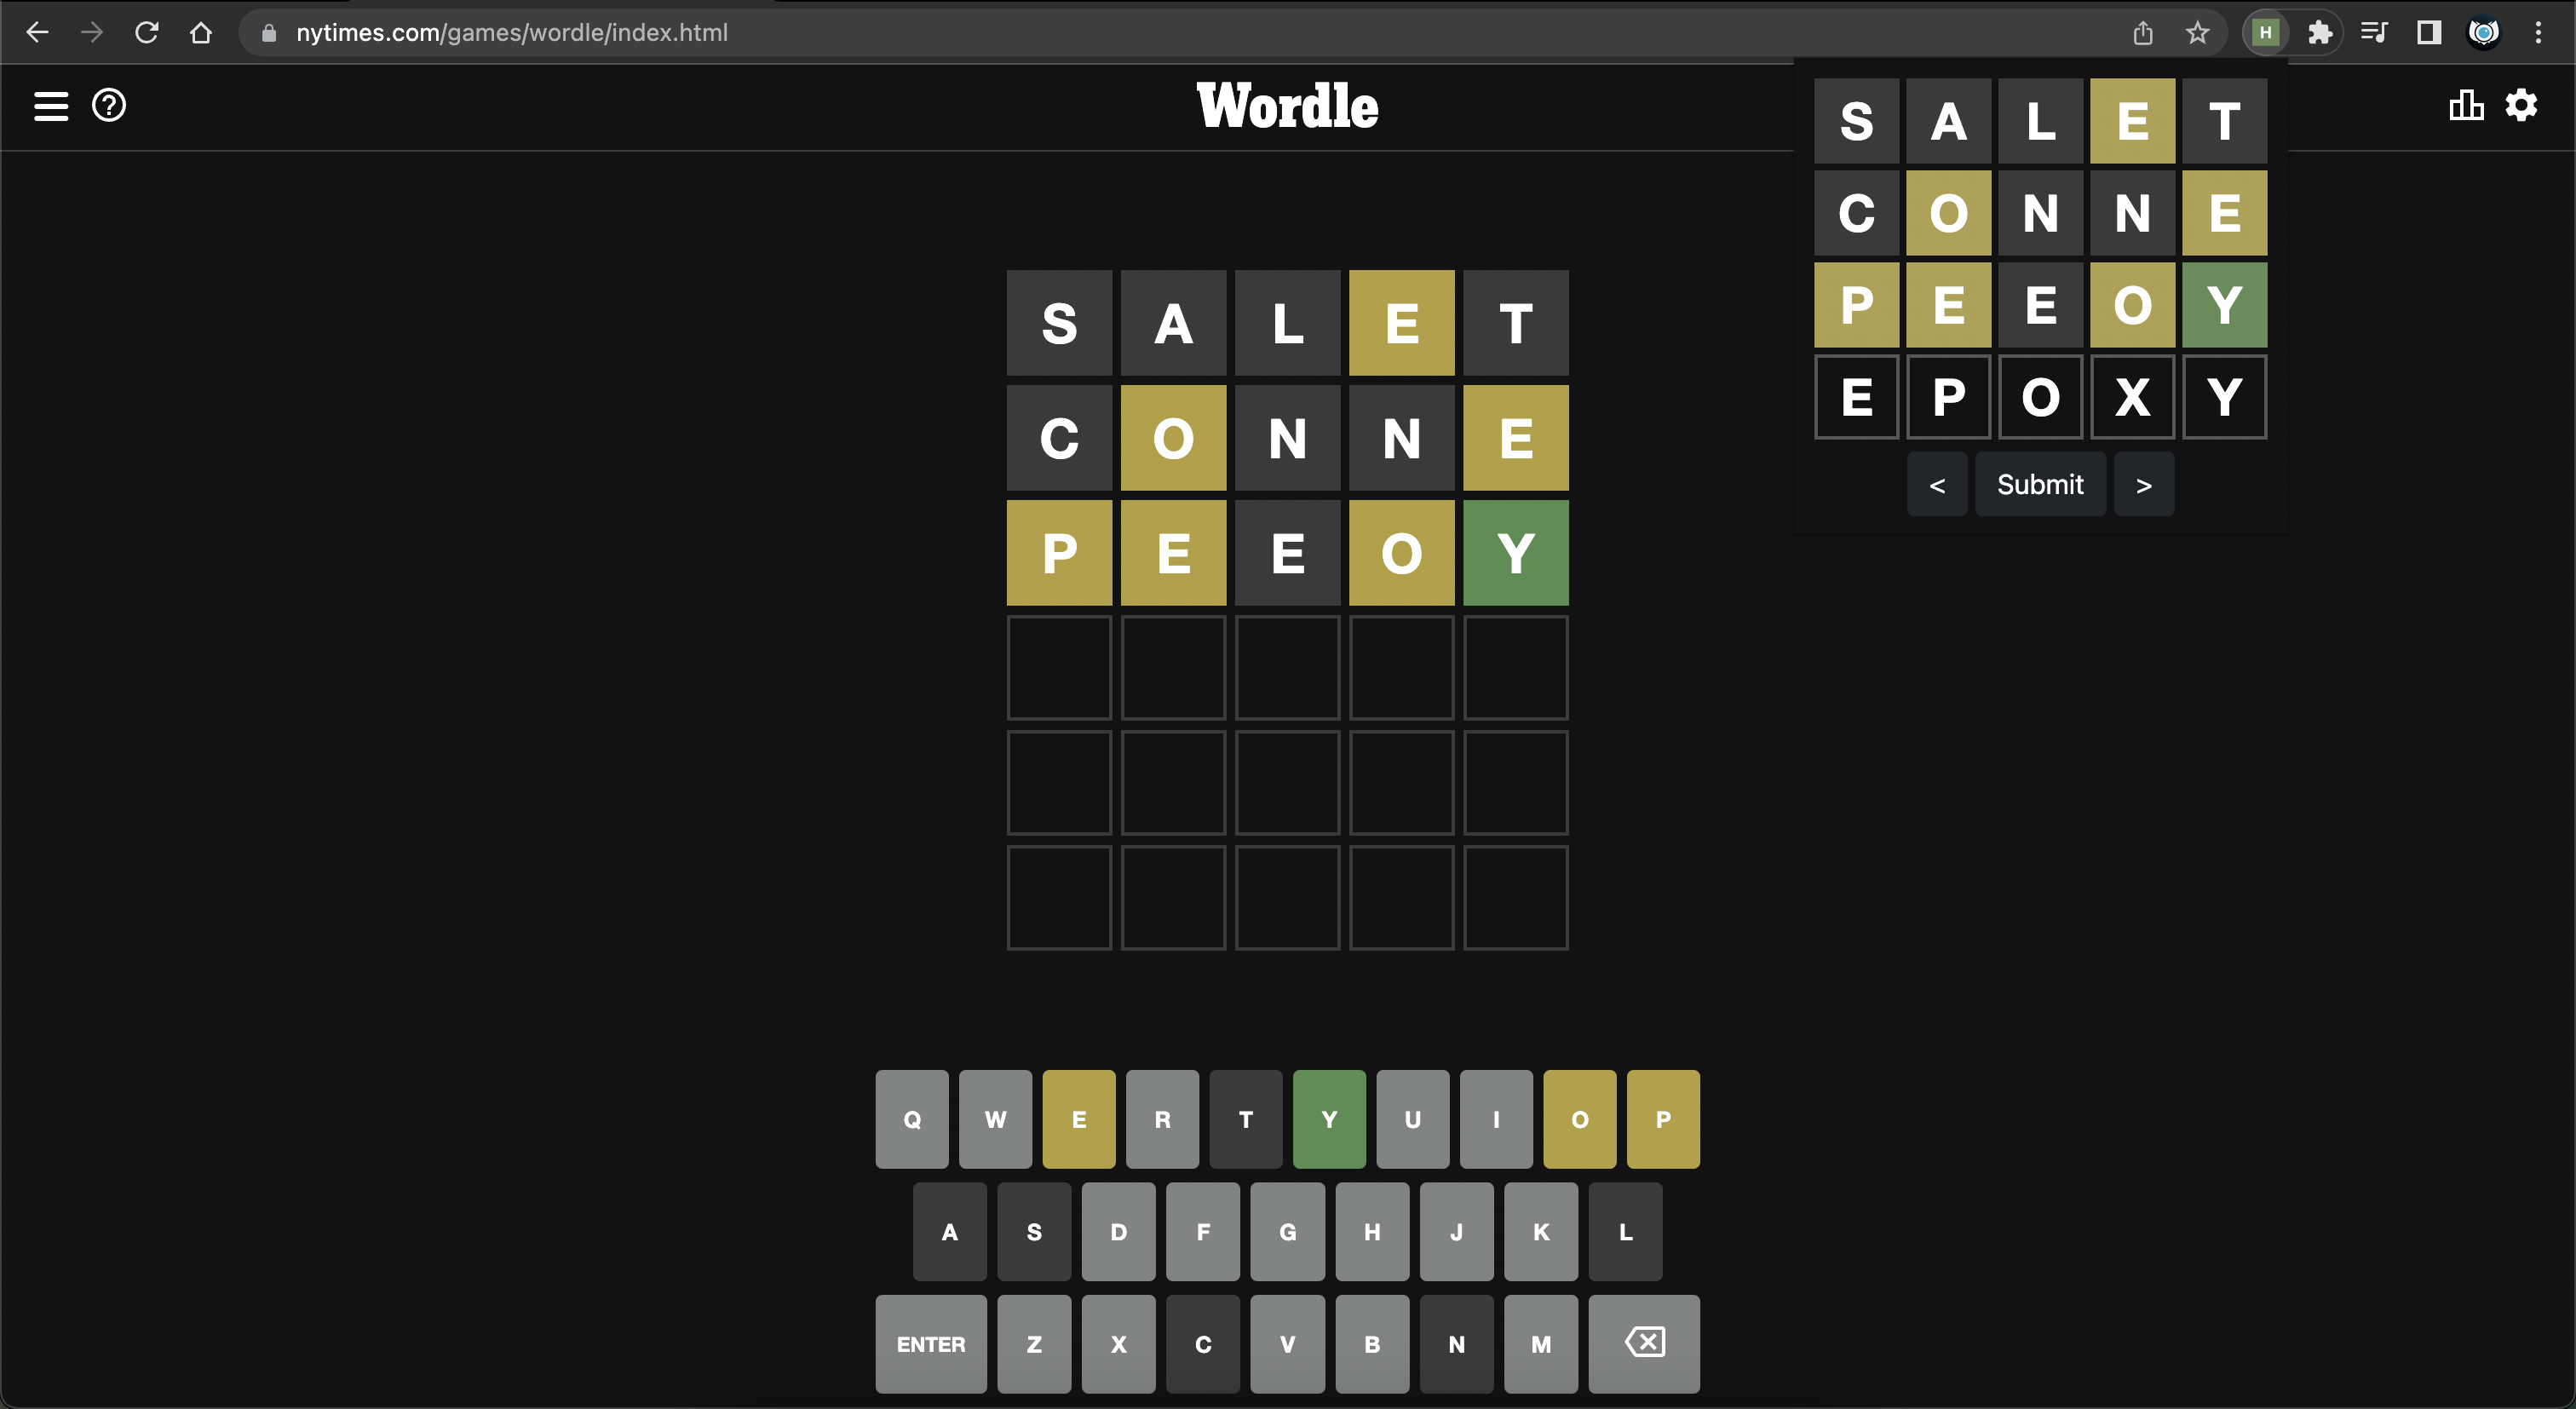 nytimes.com/games/wordle/index.html
H
Wordle
S A L E T
C O N N E
P E E O Y
S A L E T
C O N N E
P E E O Y
E P O X Y
< Submit >
Q W E R T Y U I O P
A S D F G H J K L
ENTER Z X C V B N M